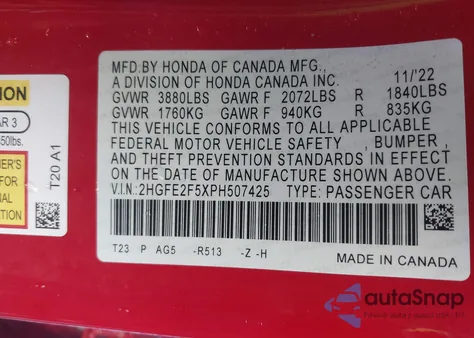 MFD.BY HONDA OF CANADA MFG.,
A DIVISION OF HONDA CANADA INC. 11/'22
GVWR 3880LBS GAWR F 2072LBS R 1840LBS
GVWR 1760KG GAWR F 940KG R 835KG
THIS VEHICLE CONFORMS TO ALL APPLICABLE
FEDERAL MOTOR VEHICLE SAFETY , BUMPER ,
AND THEFT PREVENTION STANDARDS IN EFFECT
ON THE DATE OF MANUFACTURE SHOWN ABOVE.
V.I.N: 2HGFE2F5XPH507425 TYPE: PASSENGER CAR
T23 P AG5 -R513 -Z -H
MADE IN CANADA
T20 A1
autoSnap